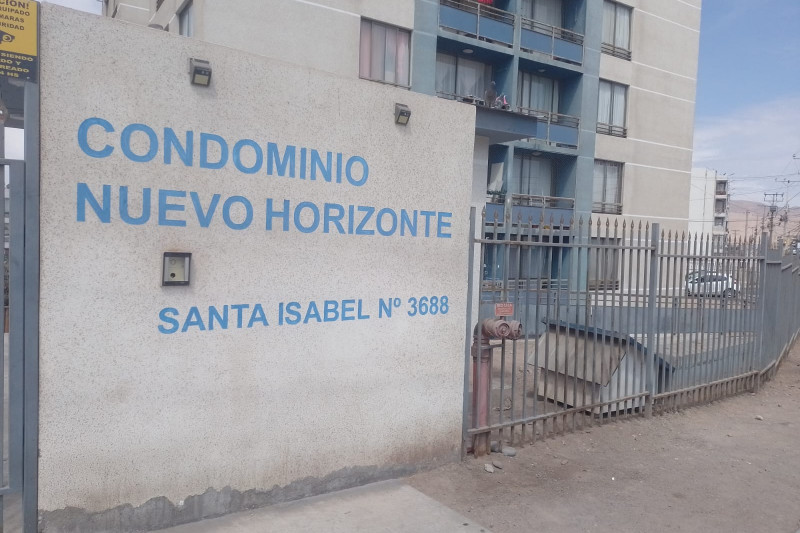 CONDOMINIO
NUEVO HORIZONTE
SANTA ISABEL Nº 3688